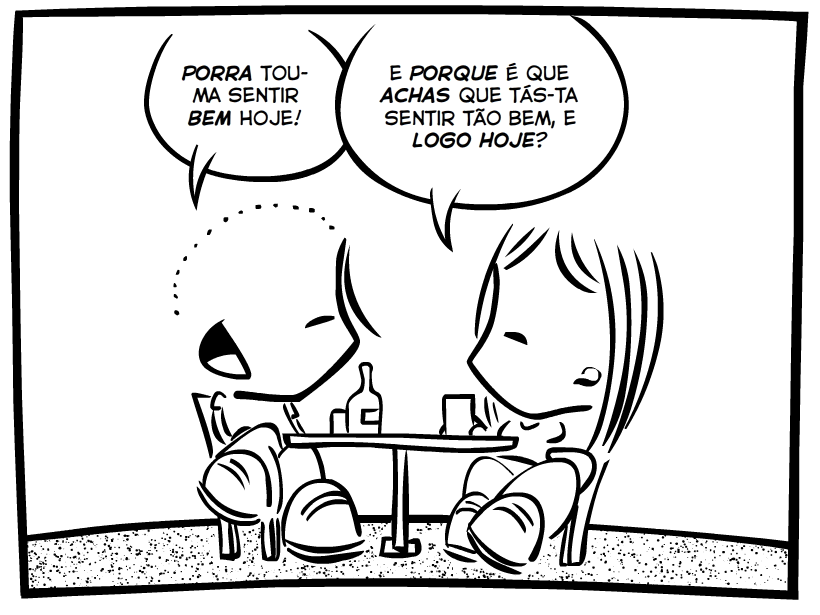 PORRA TOU-
MA SENTIR
BEM HOJE!
E PORQUE É QUE
ACHAS QUE TÁS-TA
SENTIR TÃO BEM, E
LOGO HOJE?